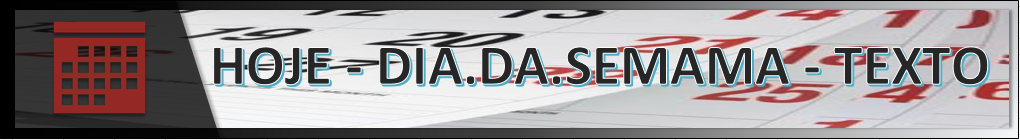 HOJE - DIA.DA.SEMAMA - TEXTO